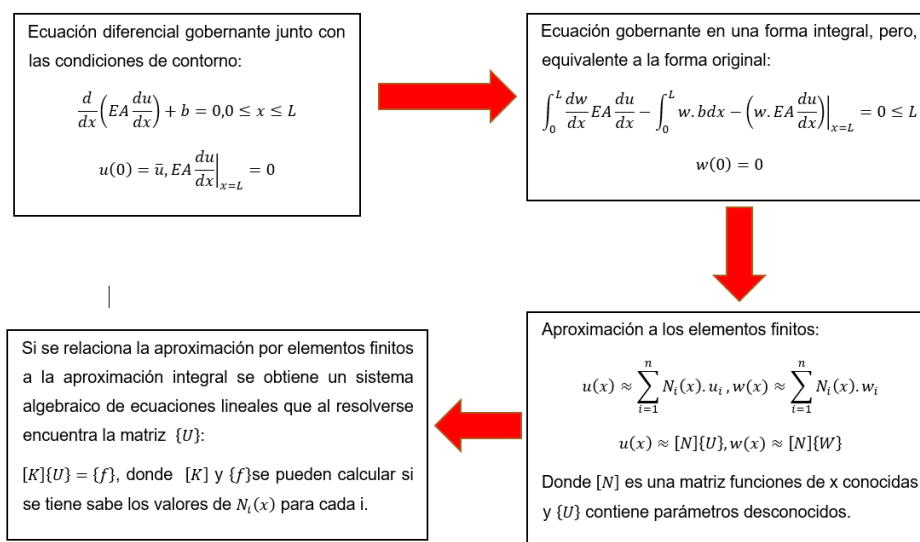 Ecuación diferencial gobernante junto con
las condiciones de contorno:
d/dx(EA du/dx) + b = 0,0 ≤ x ≤ L
u(0) = ū, EA du/dx|x=L = 0
Ecuación gobernante en una forma integral, pero,
equivalente a la forma original:
∫₀ᴸ dw/dx EA du/dx − ∫₀ᴸ w.bdx − (w.EA du/dx)|x=L = 0 ≤ L
w(0) = 0
Aproximación a los elementos finitos:
u(x) ≈ ∑ⁿᵢ₌₁ Nᵢ(x).uᵢ ,w(x) ≈ ∑ⁿᵢ₌₁ Nᵢ(x).wᵢ
u(x) ≈ [N]{U}, w(x) ≈ [N]{W}
Donde [N] es una matriz funciones de x conocidas
y {U} contiene parámetros desconocidos.
Si se relaciona la aproximación por elementos finitos
a la aproximación integral se obtiene un sistema
algebraico de ecuaciones lineales que al resolverse
encuentra la matriz {U}:
[K]{U} = {f}, donde [K] y {f}se pueden calcular si
se tiene sabe los valores de Nᵢ(x) para cada i.